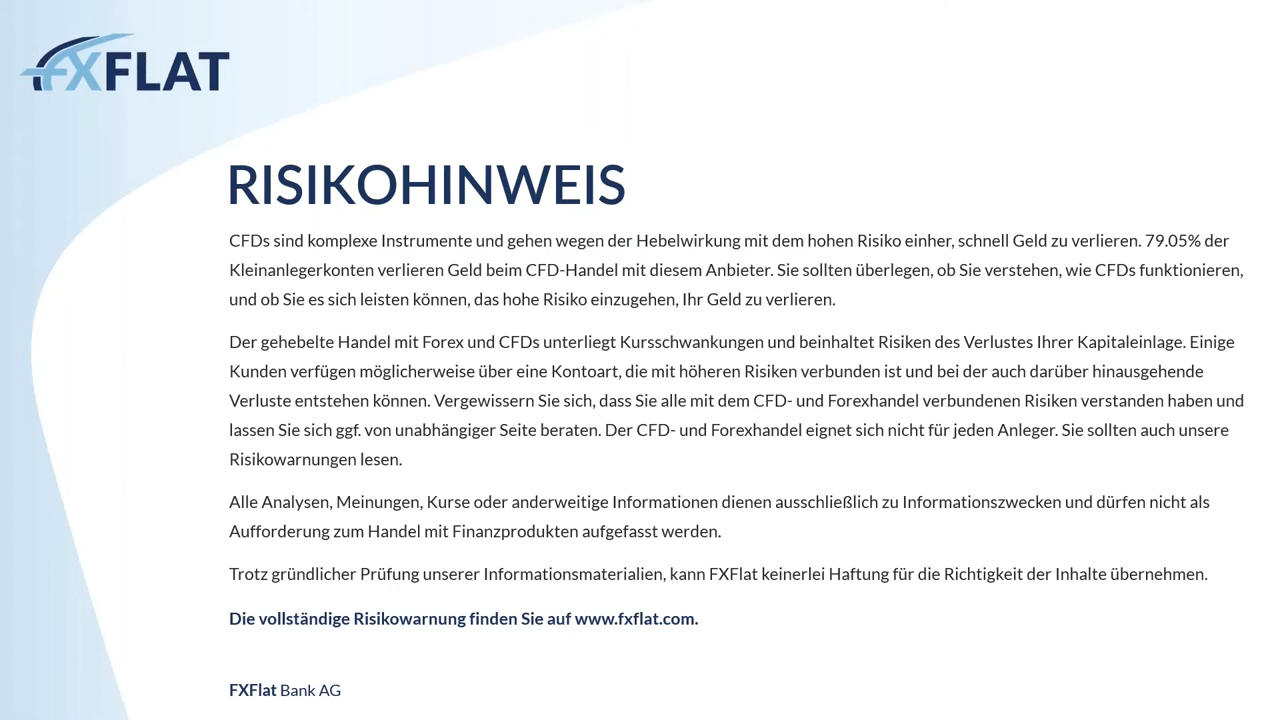 FXFLAT
RISIKOHINWEIS
CFDs sind komplexe Instrumente und gehen wegen der Hebelwirkung mit dem hohen Risiko einher, schnell Geld zu verlieren. 79.05% der
Kleinanlegerkonten verlieren Geld beim CFD-Handel mit diesem Anbieter. Sie sollten überlegen, ob Sie verstehen, wie CFDs funktionieren,
und ob Sie es sich leisten können, das hohe Risiko einzugehen, Ihr Geld zu verlieren.
Der gehebelte Handel mit Forex und CFDs unterliegt Kursschwankungen und beinhaltet Risiken des Verlustes Ihrer Kapitaleinlage. Einige
Kunden verfügen möglicherweise über eine Kontoart, die mit höheren Risiken verbunden ist und bei der auch darüber hinausgehende
Verluste entstehen können. Vergewissern Sie sich, dass Sie alle mit dem CFD- und Forexhandel verbundenen Risiken verstanden haben und
lassen Sie sich ggf. von unabhängiger Seite beraten. Der CFD- und Forexhandel eignet sich nicht für jeden Anleger. Sie sollten auch unsere
Risikowarnungen lesen.
Alle Analysen, Meinungen, Kurse oder anderweitige Informationen dienen ausschließlich zu Informationszwecken und dürfen nicht als
Aufforderung zum Handel mit Finanzprodukten aufgefasst werden.
Trotz gründlicher Prüfung unserer Informationsmaterialien, kann FXFlat keinerlei Haftung für die Richtigkeit der Inhalte übernehmen.
Die vollständige Risikowarnung finden Sie auf www.fxflat.com.
FXFlat Bank AG